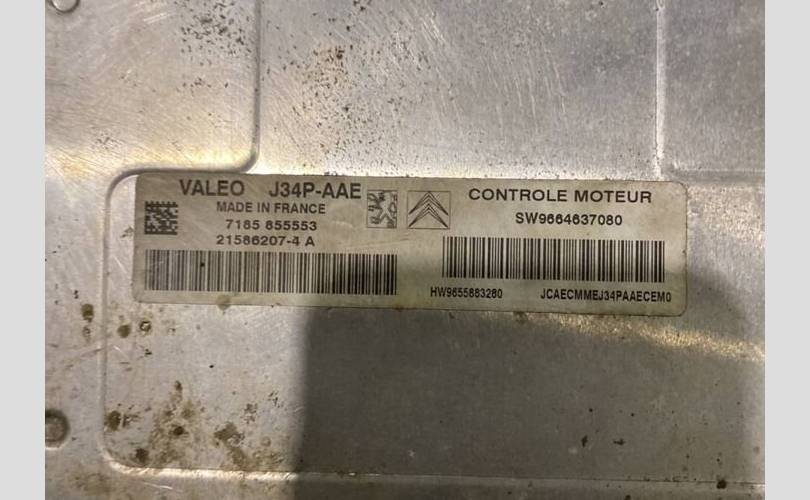 VALEO J34P-AAE
MADE IN FRANCE
7185 855553
21586207-4 A
CONTROLE MOTEUR
SW9664637080
HW9655883280 JCAECMMEJ34PAAECEM0